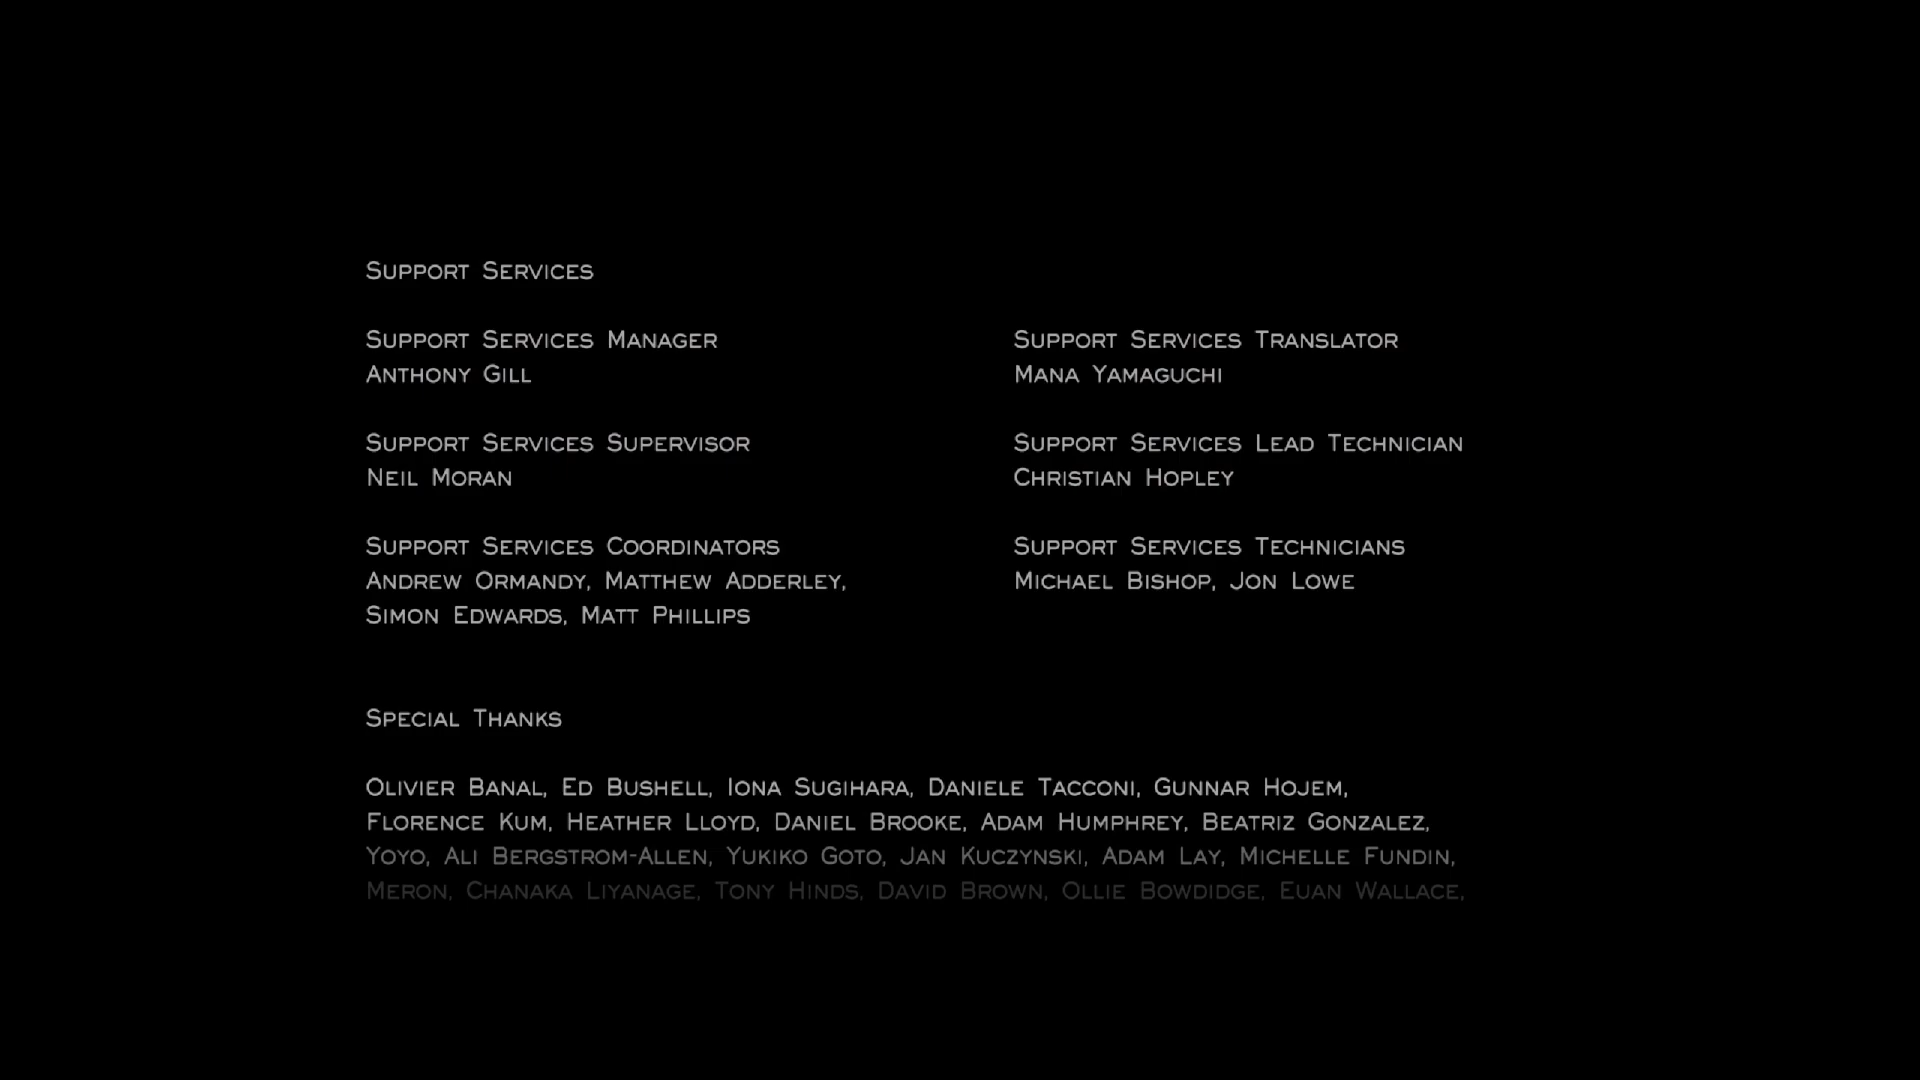 Support Services
Support Services Manager
Anthony Gill
Support Services Supervisor
Neil Moran
Support Services Coordinators
Andrew Ormandy, Matthew Adderley,
Simon Edwards, Matt Phillips
Support Services Translator
Mana Yamaguchi
Support Services Lead Technician
Christian Hopley
Support Services Technicians
Michael Bishop, Jon Lowe
Special Thanks
Olivier Banal, Ed Bushell, Iona Sugihara, Daniele Tacconi, Gunnar Hojem,
Florence Kum, Heather Lloyd, Daniel Brooke, Adam Humphrey, Beatriz Gonzalez,
Yoyo, Ali Bergstrom-Allen, Yukiko Goto, Jan Kuczynski, Adam Lay, Michelle Fundin,
Meron, Chanaka Liyanage, Tony Hinds, David Brown, Ollie Bowdidge, Euan Wallace,